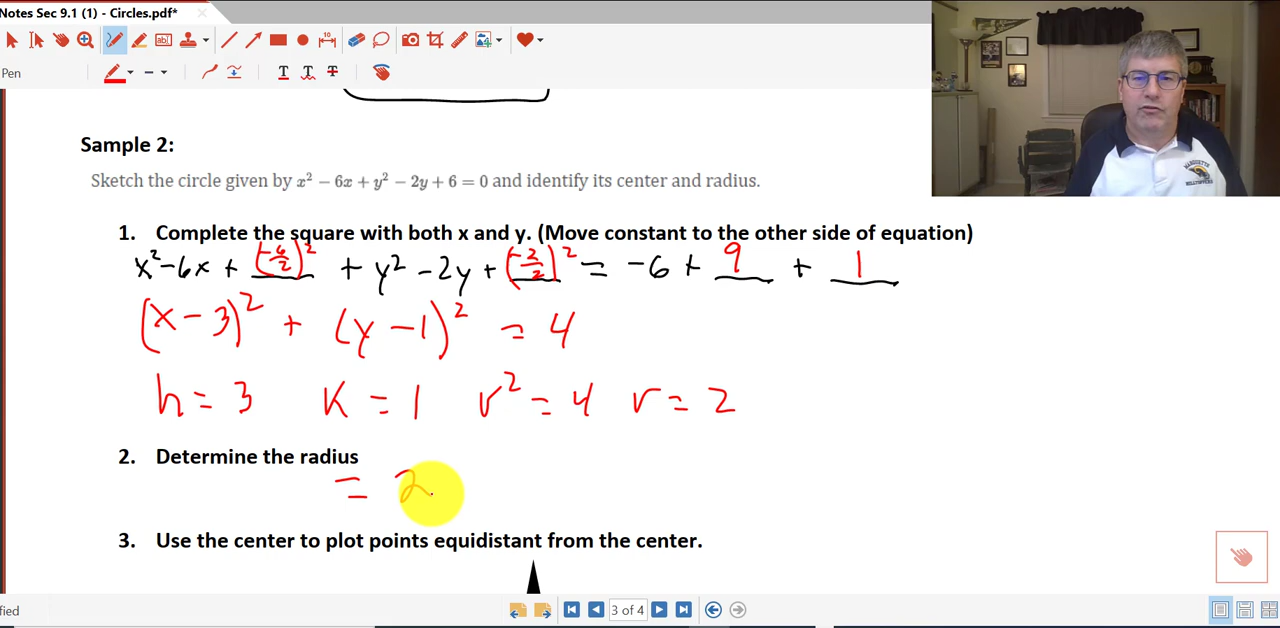 Notes Sec 9.1 (1) - Circles.pdf*
Pen
Sample 2:
Sketch the circle given by x² − 6x + y² − 2y + 6 = 0 and identify its center and radius.
1. Complete the square with both x and y. (Move constant to the other side of equation)
x² - 6x + (-6/2)² + y² - 2y + (-2/2)² = -6 + 9 + 1
(x - 3)² + (y - 1)² = 4
h = 3 K = 1 r² = 4 r = 2
2. Determine the radius
= 2
3. Use the center to plot points equidistant from the center.
fied
3 of 4
MARQUETTE
HILLTOPPERS